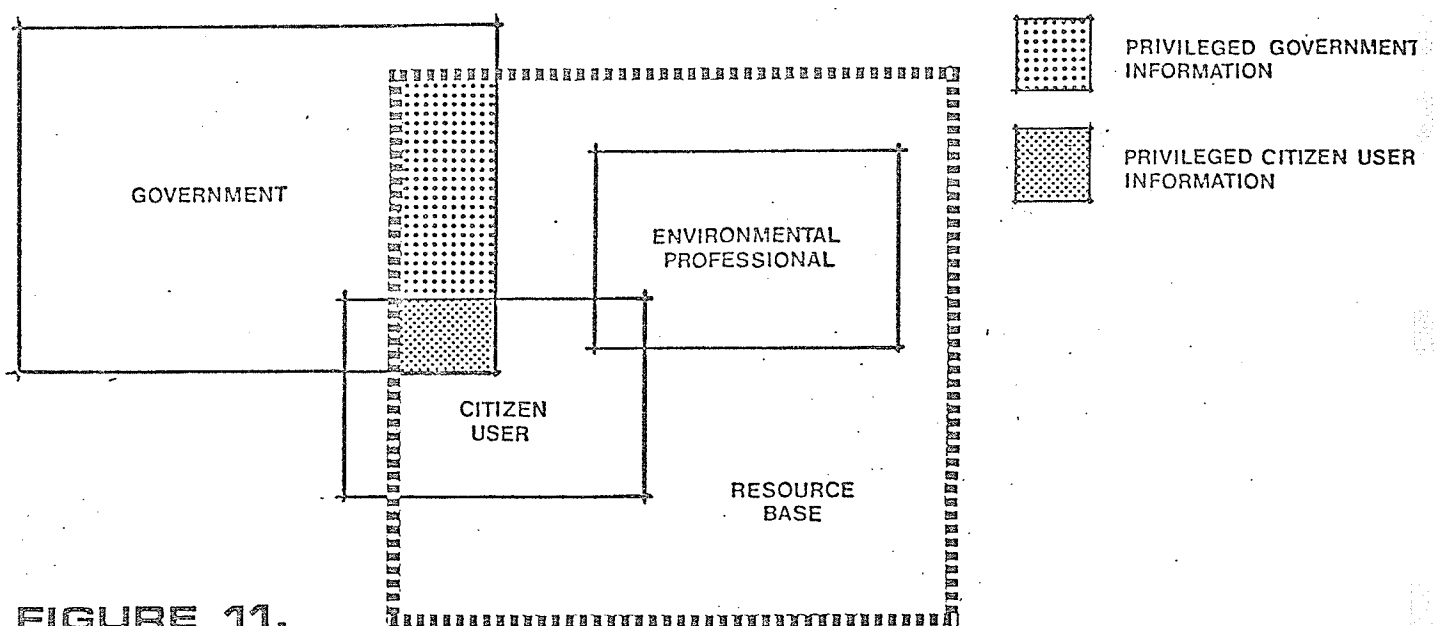 PRIVILEGED GOVERNMENT
INFORMATION
PRIVILEGED CITIZEN USER
INFORMATION
GOVERNMENT
ENVIRONMENTAL
PROFESSIONAL
CITIZEN
USER
RESOURCE
BASE
FIGURE 11.